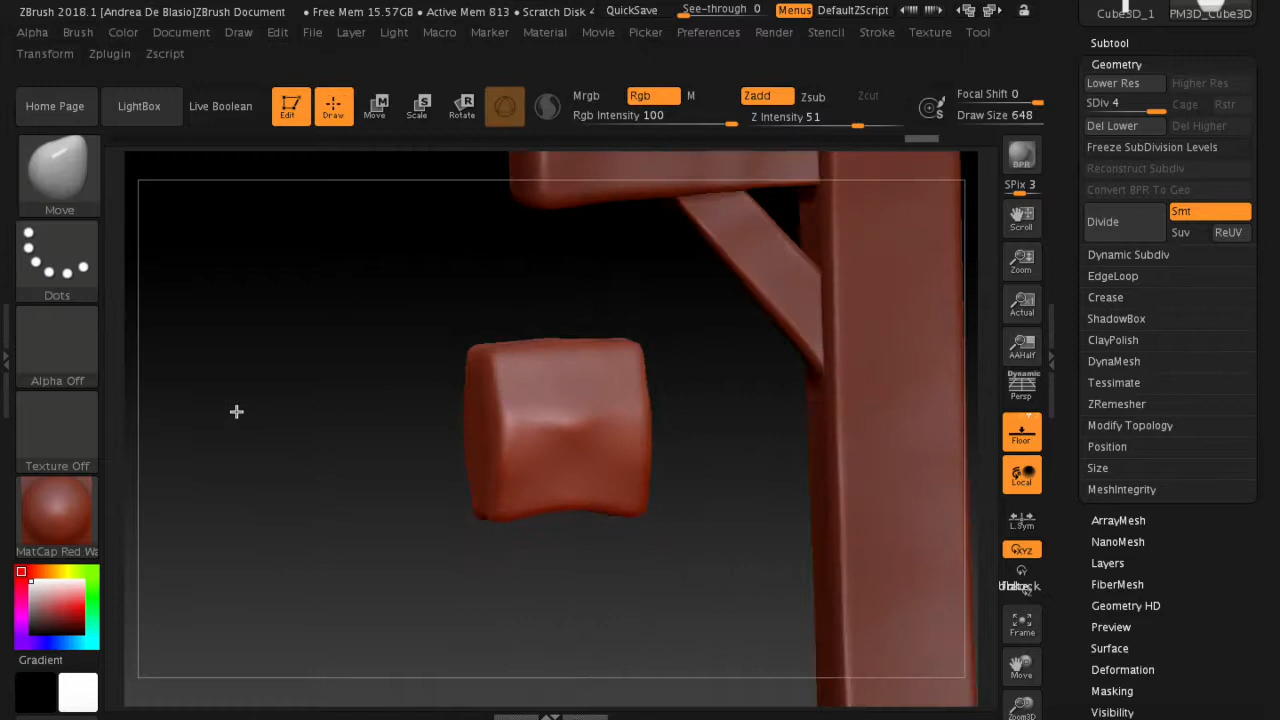 ZBrush 2018.1 [Andrea De Blasio]ZBrush Document • Free Mem 15.57GB • Active Mem 813 • Scratch Disk 4 QuickSave See-through 0 Menus DefaultZScript
Alpha Brush Color Document Draw Edit File Layer Light Macro Marker Material Movie Picker Preferences Render Stencil Stroke Texture Tool
Transform Zplugin Zscript
Home Page LightBox Live Boolean Edit Draw Move Scale Rotate
Mrgb Rgb M Zadd Zsub Zcut Focal Shift 0
Rgb Intensity 100 Z Intensity 51 Draw Size 648
S
Move
Dots
Alpha Off
Texture Off
MatCap Red Wa
Gradient
BPR
SPix 3
Scroll
Zoom
Actual
AAHalf
Dynamic
Persp
Floor
Local
L.Sym
XYZ
Frame
Move
Zoom3D
Cube3D_1 PM3D_Cube3D
Subtool
Geometry
Lower Res Higher Res
SDiv 4 Cage Rstr
Del Lower Del Higher
Freeze SubDivision Levels
Reconstruct Subdiv
Convert BPR To Geo
Divide Smt
Suv ReUV
Dynamic Subdiv
EdgeLoop
Crease
ShadowBox
ClayPolish
DynaMesh
Tessimate
ZRemesher
Modify Topology
Position
Size
MeshIntegrity
ArrayMesh
NanoMesh
Layers
FiberMesh
Geometry HD
Preview
Surface
Deformation
Masking
Visibility